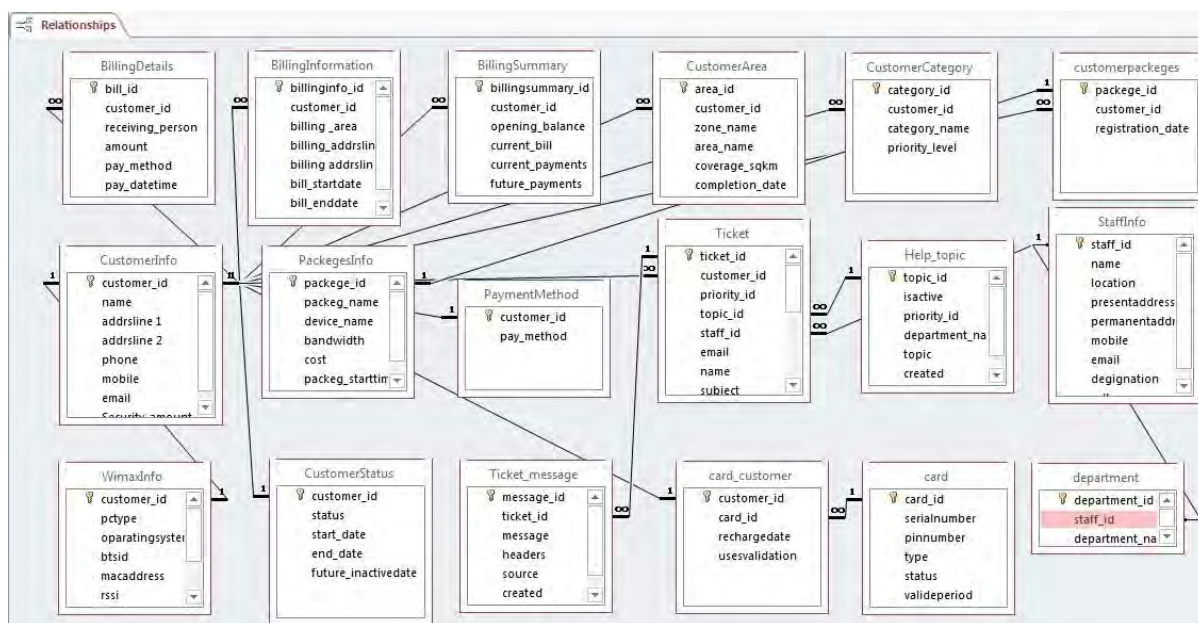 Relationships
BillingDetails
bill_id
customer_id
receiving_person
amount
pay_method
pay_datetime
BillingInformation
billinginfo_id
customer_id
billing _area
billing_addrslin
billing addrslin
bill_startdate
bill_enddate
BillingSummary
billingsummary_id
customer_id
opening_balance
current_bill
current_payments
future_payments
CustomerArea
area_id
customer_id
zone_name
area_name
coverage_sqkm
completion_date
CustomerCategory
category_id
customer_id
category_name
priority_level
customerpackeges
packege_id
customer_id
registration_date
CustomerInfo
customer_id
name
addrsline 1
addrsline 2
phone
mobile
email
Security_amount
PackegesInfo
packege_id
packeg_name
device_name
bandwidth
cost
packeg_starttim
PaymentMethod
customer_id
pay_method
Ticket
ticket_id
customer_id
priority_id
topic_id
staff_id
email
name
subject
Help_topic
topic_id
isactive
priority_id
department_na
topic
created
StaffInfo
staff_id
name
location
presentaddress
permanentaddr
mobile
email
degignation
WimaxInfo
customer_id
pctype
oparatingsyster
btsid
macaddress
rssi
CustomerStatus
customer_id
status
start_date
end_date
future_inactivedate
Ticket_message
message_id
ticket_id
message
headers
source
created
card_customer
customer_id
card_id
rechargedate
usesvalidation
card
card_id
serialnumber
pinnumber
type
status
valideperiod
department
department_id
staff_id
department_na